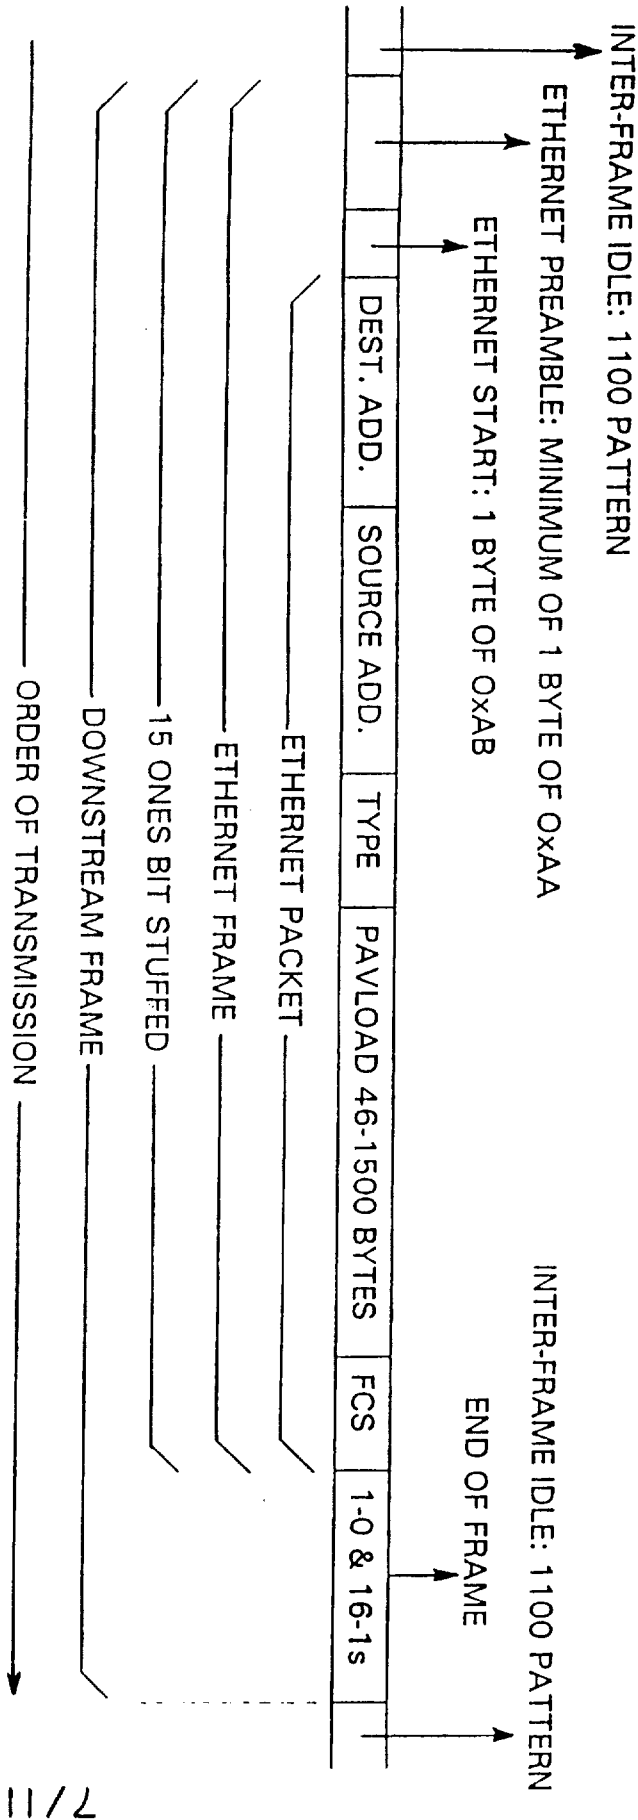 INTER-FRAME IDLE: 1100 PATTERN
ETHERNET PREAMBLE: MINIMUM OF 1 BYTE OF OxAA
ETHERNET START: 1 BYTE OF OxAB
INTER-FRAME IDLE: 1100 PATTERN
END OF FRAME
DEST. ADD. SOURCE ADD. TYPE PAVLOAD 46-1500 BYTES FCS 1-0 & 16-1s
ETHERNET PACKET
ETHERNET FRAME
15 ONES BIT STUFFED
DOWNSTREAM FRAME
ORDER OF TRANSMISSION
7/11